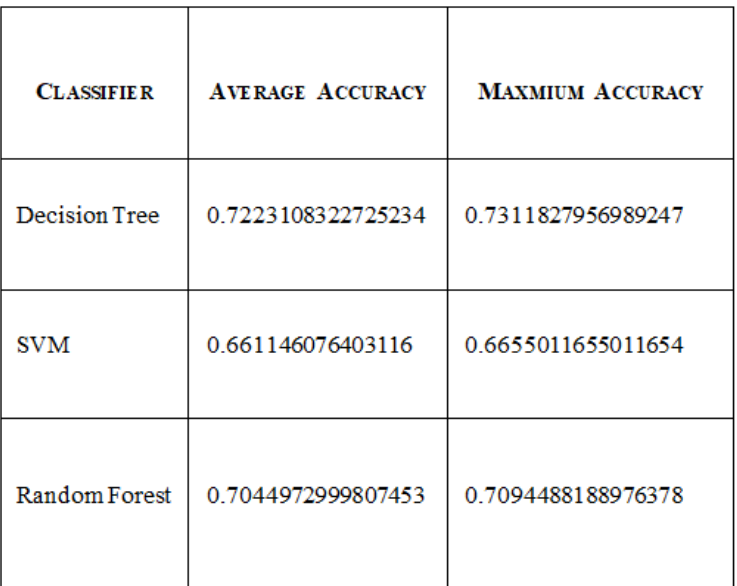 CLASSIFIER AVERAGE ACCURACY MAXMIUM ACCURACY
Decision Tree 0.7223108322725234 0.7311827956989247
SVM 0.661146076403116 0.6655011655011654
Random Forest 0.7044972999807453 0.7094488188976378